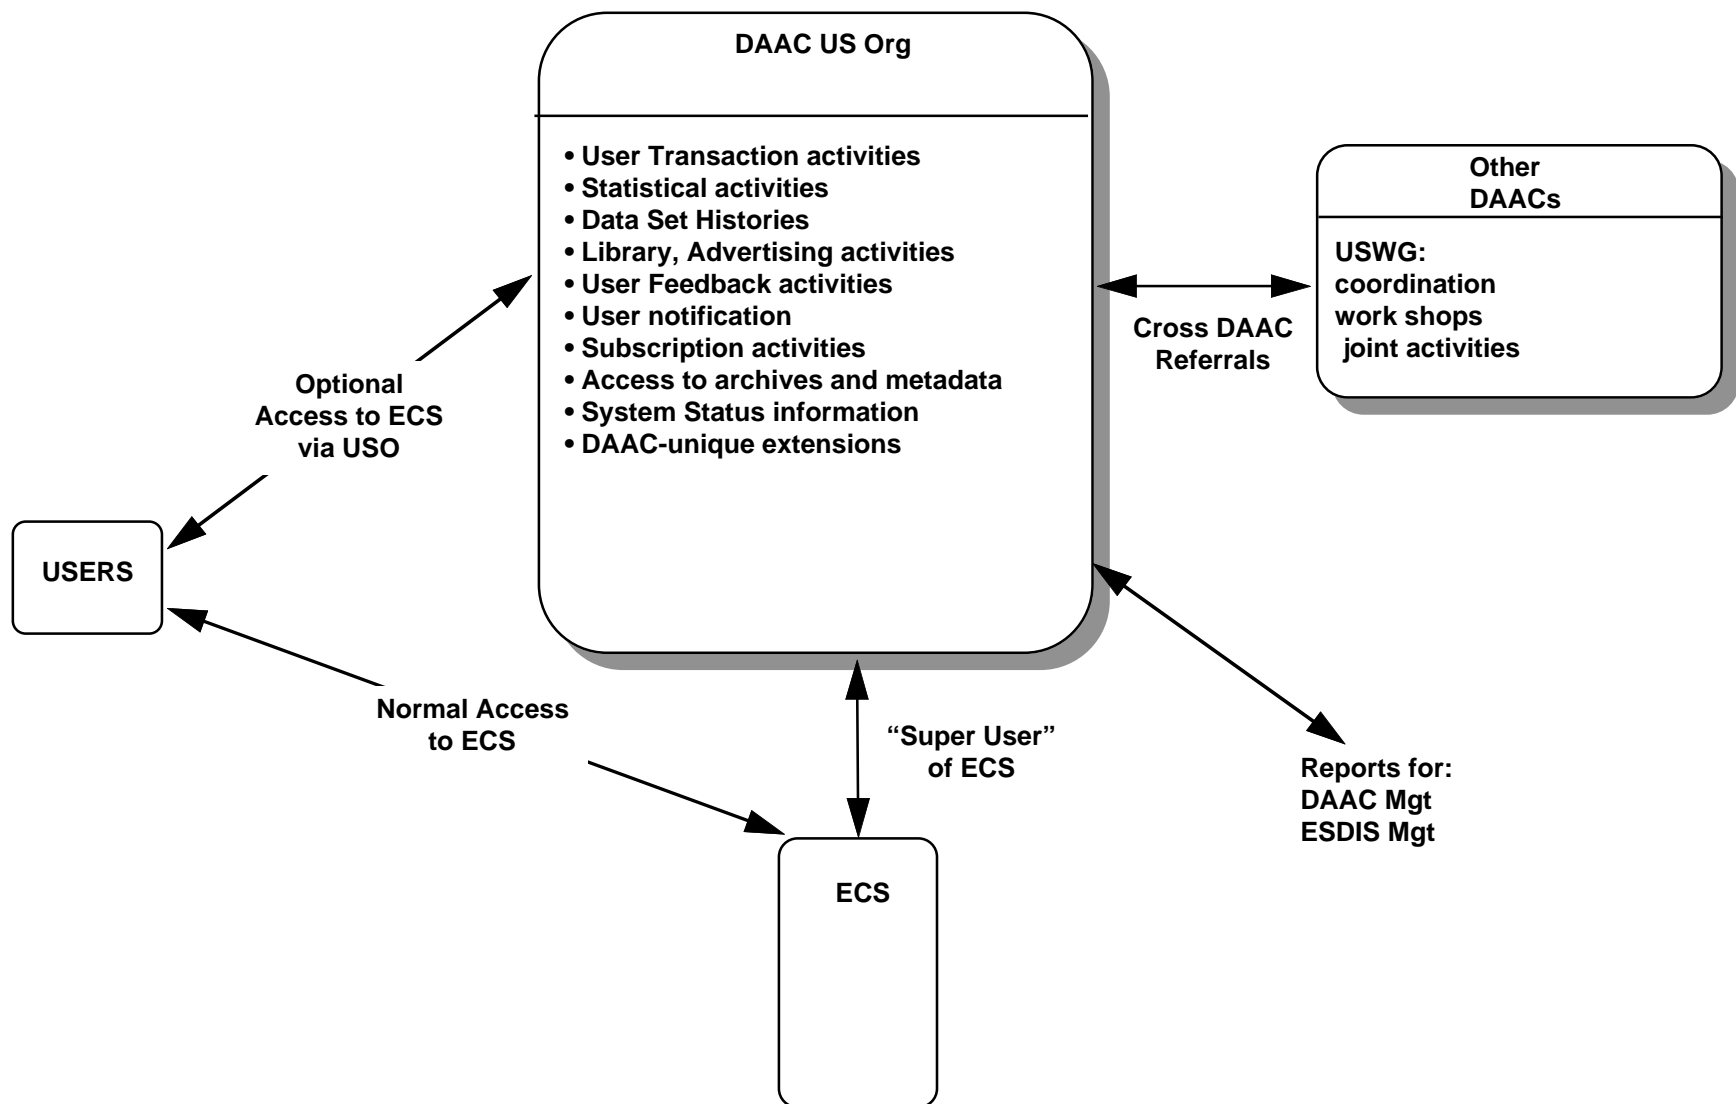 DAAC US Org
• User Transaction activities
• Statistical activities
• Data Set Histories
• Library, Advertising activities
• User Feedback activities
• User notification
• Subscription activities
• Access to archives and metadata
• System Status information
• DAAC-unique extensions
Other
DAACs
USWG:
coordination
work shops
joint activities
Cross DAAC
Referrals
Optional
Access to ECS
via USO
USERS
Normal Access
to ECS
“Super User”
of ECS
Reports for:
DAAC Mgt
ESDIS Mgt
ECS